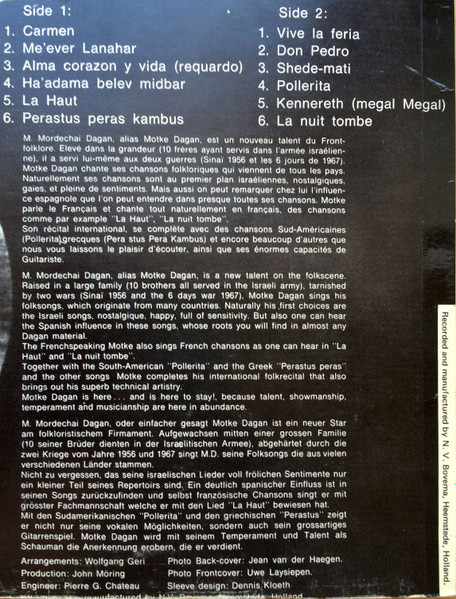 Side 1:
1. Carmen
2. Me'ever Lanahar
3. Alma corazon y vida (requardo)
4. Ha'adama belev midbar
5. La Haut
6. Perastus peras kambus
Side 2:
1. Vive la feria
2. Don Pedro
3. Shede-mati
4. Pollerita
5. Kennereth (megal Megal)
6. La nuit tombe
M. Mordechai Dagan, alias Motke Dagan, est un nouveau talent du Front-
folklore. Elevé dans la grandeur (10 frères ayant servis dans l'armée israélien-
ne), il a servi lui-même aux deux guerres (Sinai 1956 et les 6 jours de 1967).
Motke Dagan chante ses chansons folkloriques qui viennent de tous les pays.
Naturellement ses chansons sont au premier plan israéliennes, nostalgiques,
gaies, et pleine de sentiments. Mais aussi on peut remarquer chez lui l'influen-
ce espagnole que l'on peut entendre dans presque toutes ses chansons. Motke
parle le Français et chante tout naturellement en français, des chansons
comme par example "La Haut", "La nuit tombe".
Son récital international, se complète avec des chansons Sud-Américaines
(Pollerita),grecques (Pera stus Pera Kambus) et encore beaucoup d'autres que
nous vous laissons le plaisir d'écouter, ainsi que ses énormes capacités de
Guitariste.
M. Mordechai Dagan, alias Motke Dagan, is a new talent on the folkscene.
Raised in a large family (10 brothers all served in the Israeli army), tarnished
by two wars (Sinai 1956 and the 6 days war 1967), Motke Dagan sings his
folksongs, which originate from many countries. Naturally his first choices are
the Israeli songs, nostalgique, happy, full of sensitivity. But also one can hear
the Spanish influence in these songs, whose roots you will find in almost any
Dagan material.
The Frenchspeaking Motke also sings French chansons as one can hear in "La
Haut" and "La nuit tombe".
Together with the South-American "Pollerita" and the Greek "Perastus peras"
and the other songs Motke completes his international folkrecital that also
brings out his superb technical artistry.
Motke Dagan is here . . . and is here to stay!, because talent, showmanship,
temperament and musicianship are here in abundance.
M. Mordechai Dagan, oder einfacher gesagt Motke Dagan ist ein neuer Star
am folkloristischem Firmament. Aufgewachsen mitten einer grossen Familie
(10 seiner Brüder dienten in der Israelitischen Armee), abgehärtet durch die
zwei Kriege vom Jahre 1956 und 1967 singt M.D. seine Folksongs die aus vielen
verschiedenen Länder stammen.
Nicht zu vergessen, das seine israelischen Lieder voll frölichen Sentimente nur
ein kleiner Teil seines Repertoirs sind. Ein deutlich spanischer Einfluss ist in
seinen Songs zurückzufinden und selbst französische Chansons singt er mit
grösster Fachmannschaft welche er mit den Lied "La Haut" bewiesen hat.
Mit den Sudamerikanischen "Pollerita" und den griechischen "Perastus" zeigt
er nicht nur seine vokalen Möglichkeiten, sondern auch sein grossartiges
Gitarrenspiel. Motke Dagan wird mit seinem Temperament und Talent als
Schauman die Anerkennung erobern, die er verdient.
Arrangements: Wolfgang Geri
Production: John Möring
Engineer: Pierre G. Chateau
Photo Back-cover: Jean van der Haegen.
Photo Frontcover: Uwe Laysiepen.
Sleeve design: Dennis Kloeth
Recorded and manufactured by N. V. Bovema, Heemstede, Holland.